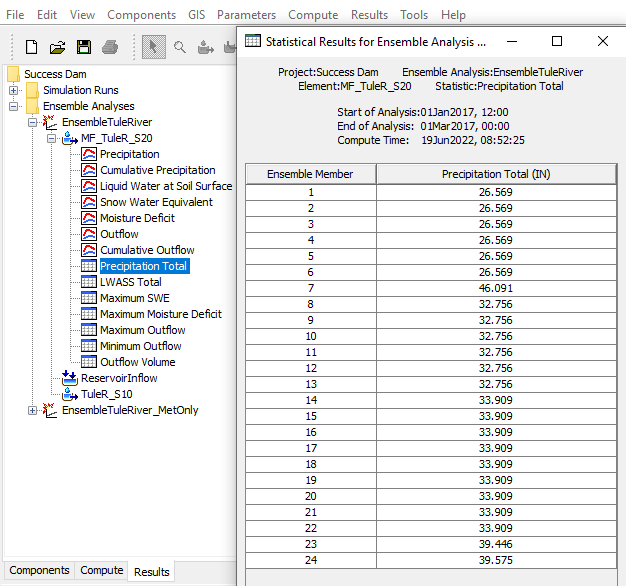 File Edit View Components GIS Parameters Compute Results Tools Help
Success Dam
Simulation Runs
Ensemble Analyses
EnsembleTuleRiver
MF_TuleR_S20
Precipitation
Cumulative Precipitation
Liquid Water at Soil Surface
Snow Water Equivalent
Moisture Deficit
Outflow
Cumulative Outflow
Precipitation Total
LWASS Total
Maximum SWE
Maximum Moisture Deficit
Maximum Outflow
Minimum Outflow
Outflow Volume
ReservoirInflow
TuleR_S10
EnsembleTuleRiver_MetOnly
Components Compute Results
Statistical Results for Ensemble Analysis ...
Project:Success Dam Ensemble Analysis:EnsembleTuleRiver
Element:MF_TuleR_S20 Statistic:Precipitation Total
Start of Analysis:01Jan2017, 12:00
End of Analysis: 01Mar2017, 00:00
Compute Time: 19Jun2022, 08:52:25
Ensemble Member Precipitation Total (IN)
1 26.569
2 26.569
3 26.569
4 26.569
5 26.569
6 26.569
7 46.091
8 32.756
9 32.756
10 32.756
11 32.756
12 32.756
13 32.756
14 33.909
15 33.909
16 33.909
17 33.909
18 33.909
19 33.909
20 33.909
21 33.909
22 33.909
23 39.446
24 39.575